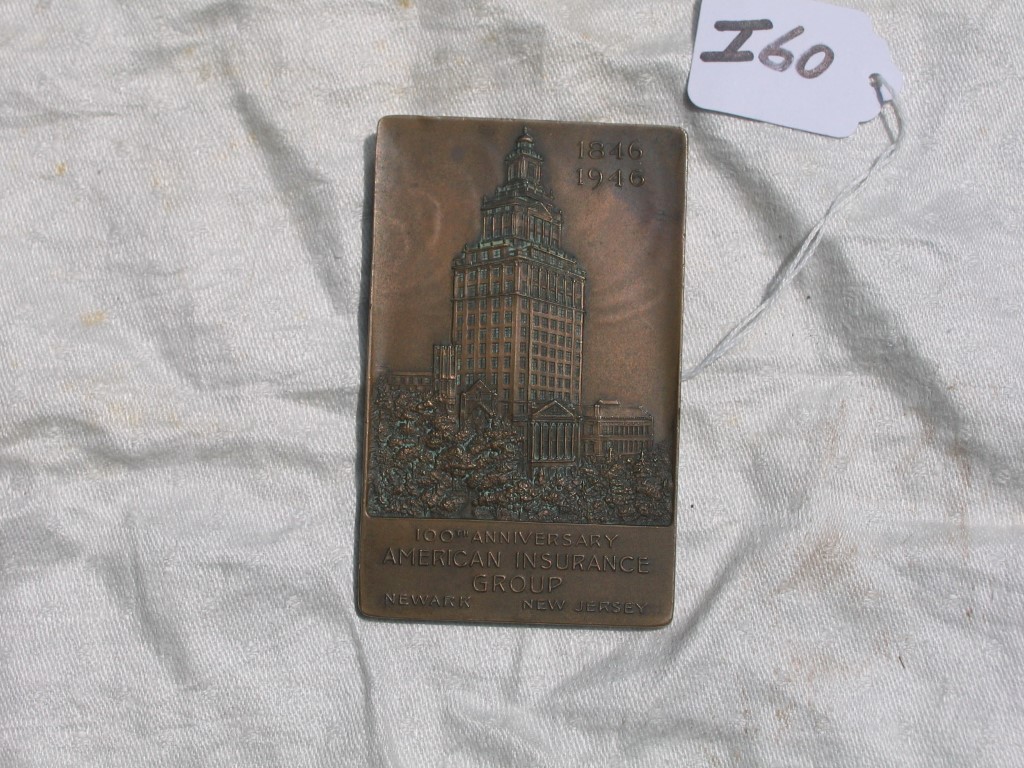 I60
1846
1946
100TH ANNIVERSARY
AMERICAN INSURANCE
GROUP
NEWARK NEW JERSEY